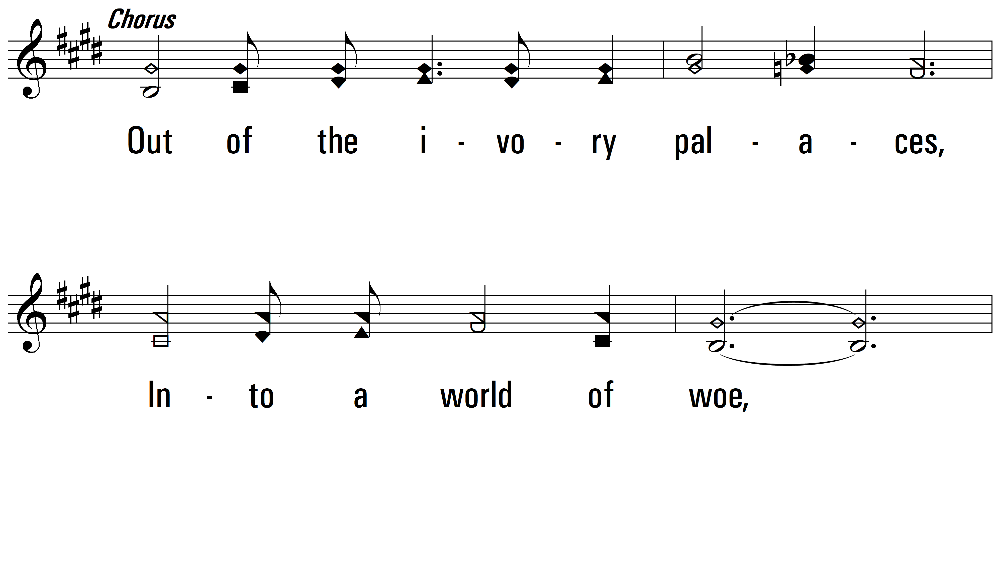 Chorus
Out of the i - vo - ry pal - a - ces,
In - to a world of woe,